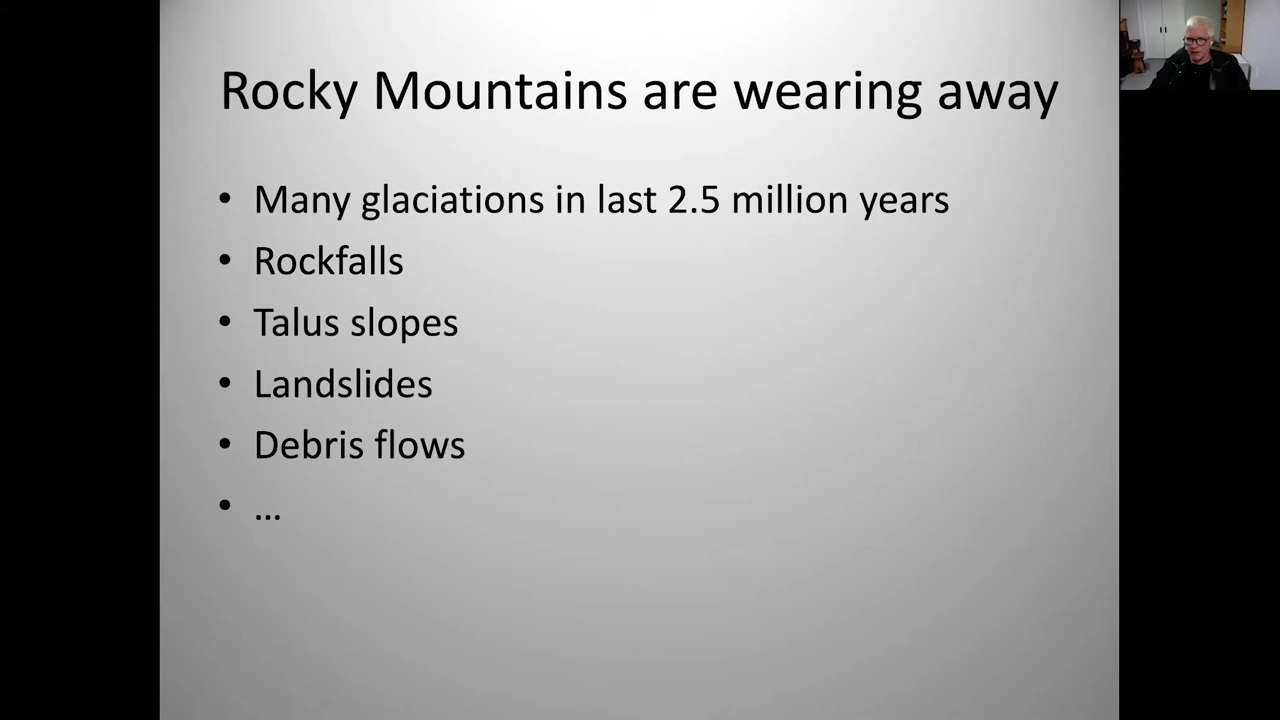 Rocky Mountains are wearing away
• Many glaciations in last 2.5 million years
• Rockfalls
• Talus slopes
• Landslides
• Debris flows
• …